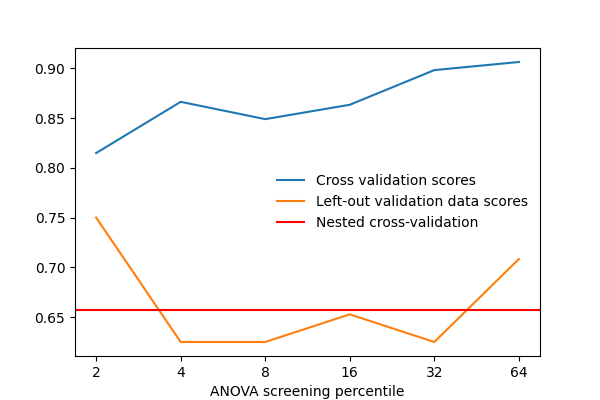 0.90
0.85
0.80
0.75
0.70
0.65
Cross validation scores
Left-out validation data scores
Nested cross-validation
2 4 8 16 32 64
ANOVA screening percentile